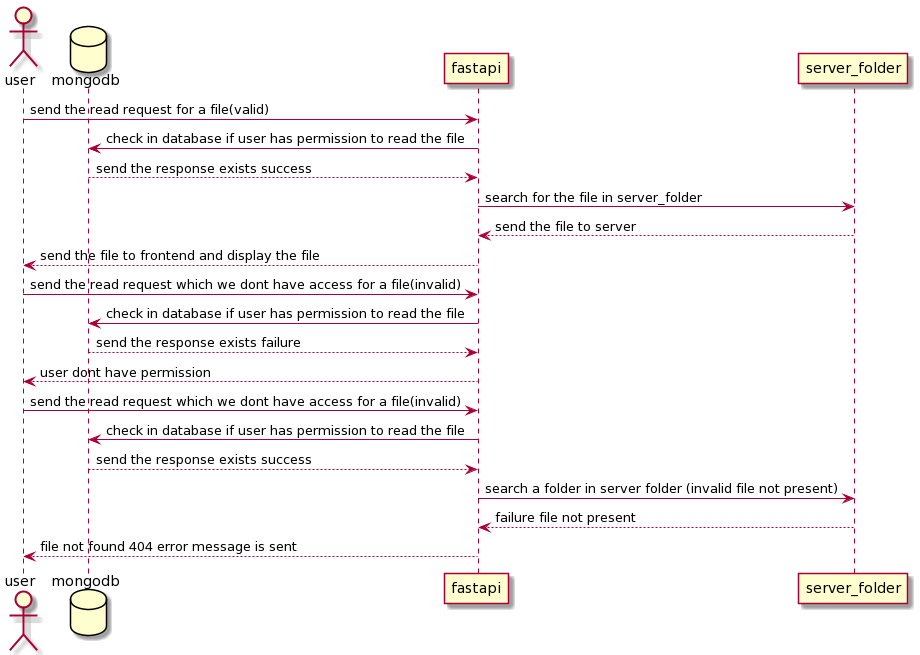 user
mongodb
fastapi
server_folder
send the read request for a file(valid)
check in database if user has permission to read the file
send the response exists success
search for the file in server_folder
send the file to server
send the file to frontend and display the file
send the read request which we dont have access for a file(invalid)
check in database if user has permission to read the file
send the response exists failure
user dont have permission
send the read request which we dont have access for a file(invalid)
check in database if user has permission to read the file
send the response exists success
search a folder in server folder (invalid file not present)
failure file not present
file not found 404 error message is sent
user
mongodb
fastapi
server_folder